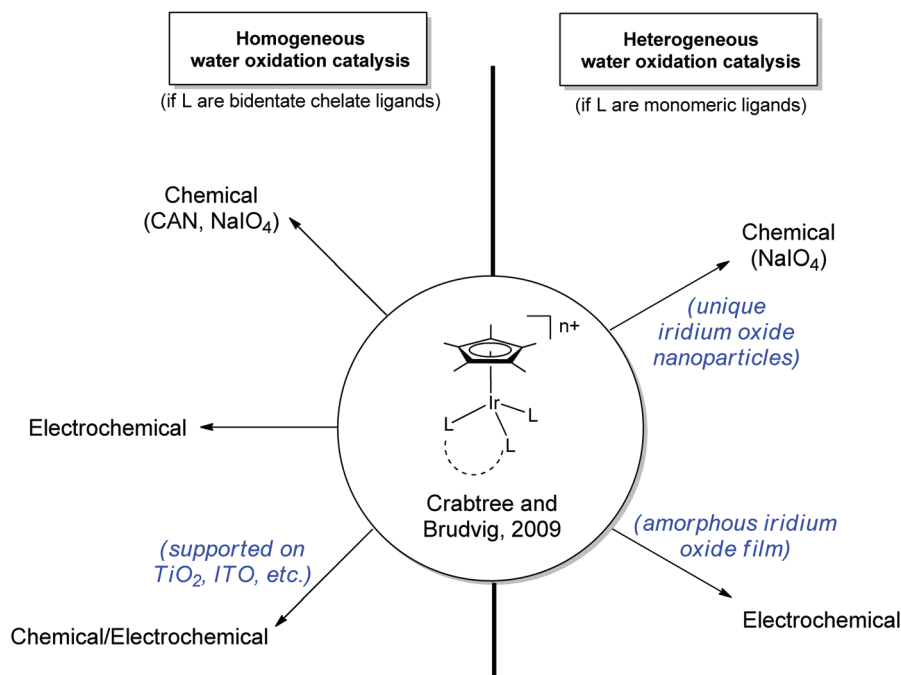 Homogeneous
water oxidation catalysis
(if L are bidentate chelate ligands)
Heterogeneous
water oxidation catalysis
(if L are monomeric ligands)
Chemical
(CAN, NaIO₄)
Electrochemical
(supported on
TiO₂, ITO, etc.)
Chemical/Electrochemical
n+
Ir
L
L
L
Crabtree and
Brudvig, 2009
Chemical
(NaIO₄)
(unique
iridium oxide
nanoparticles)
(amorphous iridium
oxide film)
Electrochemical